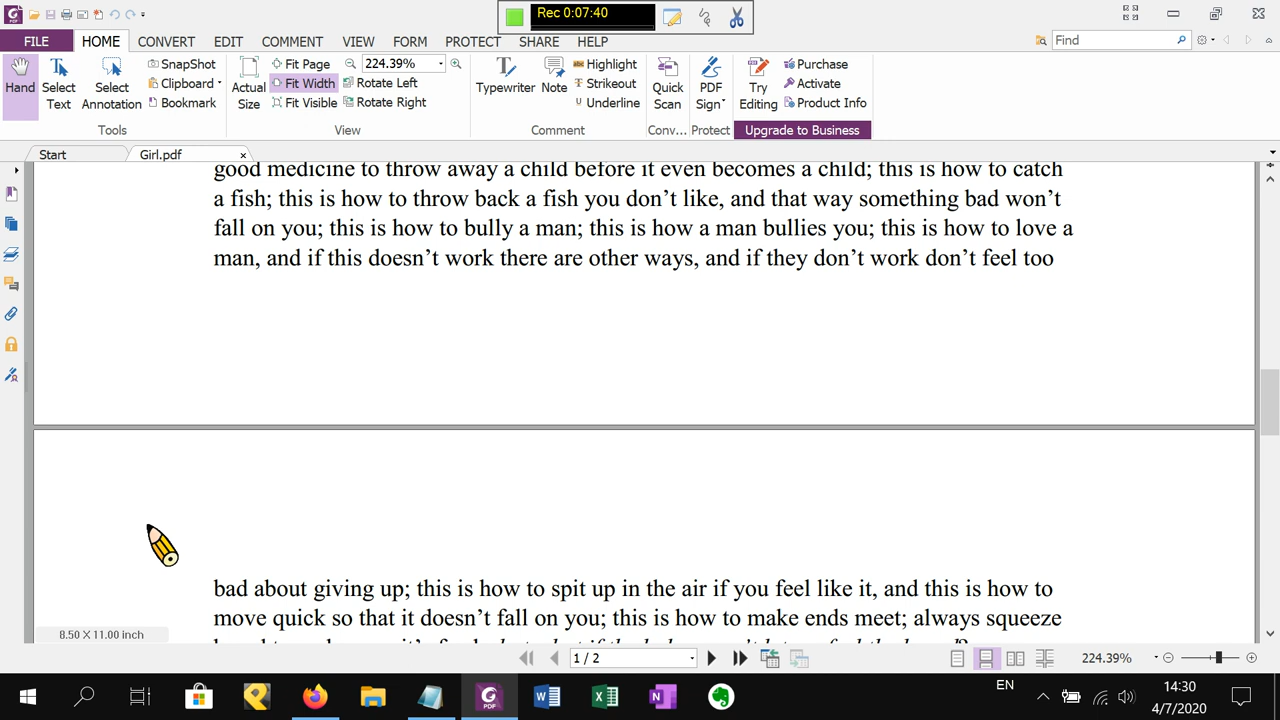 Rec 0:07:40
FILE HOME CONVERT EDIT COMMENT VIEW FORM PROTECT SHARE HELP Find
Hand
Select Text
Select Annotation
SnapShot
Clipboard
Bookmark
Tools
Actual Size
Fit Page
Fit Width
Fit Visible
224.39%
Rotate Left
Rotate Right
View
Typewriter
Note
Highlight
Strikeout
Underline
Comment
Quick Scan
Conv...
PDF Sign
Protect
Try Editing
Purchase
Activate
Product Info
Upgrade to Business
Start Girl.pdf
good medicine to throw away a child before it even becomes a child; this is how to catch
a fish; this is how to throw back a fish you don’t like, and that way something bad won’t
fall on you; this is how to bully a man; this is how a man bullies you; this is how to love a
man, and if this doesn’t work there are other ways, and if they don’t work don’t feel too
bad about giving up; this is how to spit up in the air if you feel like it, and this is how to
move quick so that it doesn’t fall on you; this is how to make ends meet; always squeeze
8.50 X 11.00 inch
1 / 2
224.39%
EN
14:30
4/7/2020